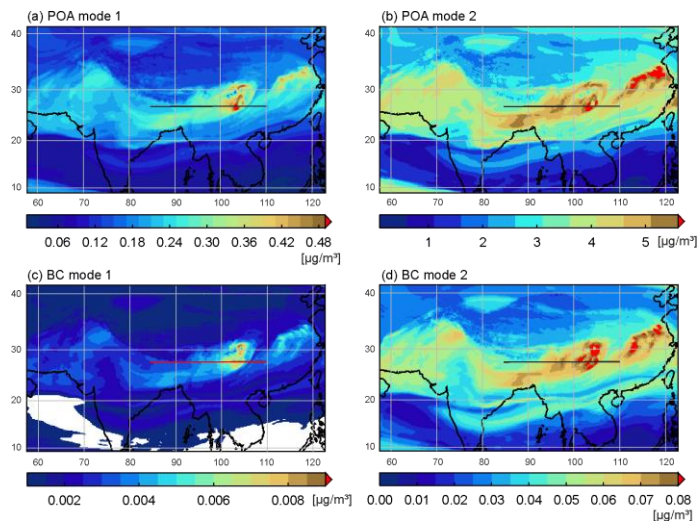 (a) POA mode 1
(b) POA mode 2
40 40
30 30
20 20
10 10
60 70 80 90 100 110 120 60 70 80 90 100 110 120
0.06 0.12 0.18 0.24 0.30 0.36 0.42 0.48 1 2 3 4 5 [µg/m³]
[µg/m³]
(c) BC mode 1
(d) BC mode 2
40 40
30 30
20 20
10 10
60 70 80 90 100 110 120 60 70 80 90 100 110 120
0.002 0.004 0.006 0.008 [µg/m³] 0.00 0.01 0.02 0.03 0.04 0.05 0.06 0.07 0.08
[µg/m³]